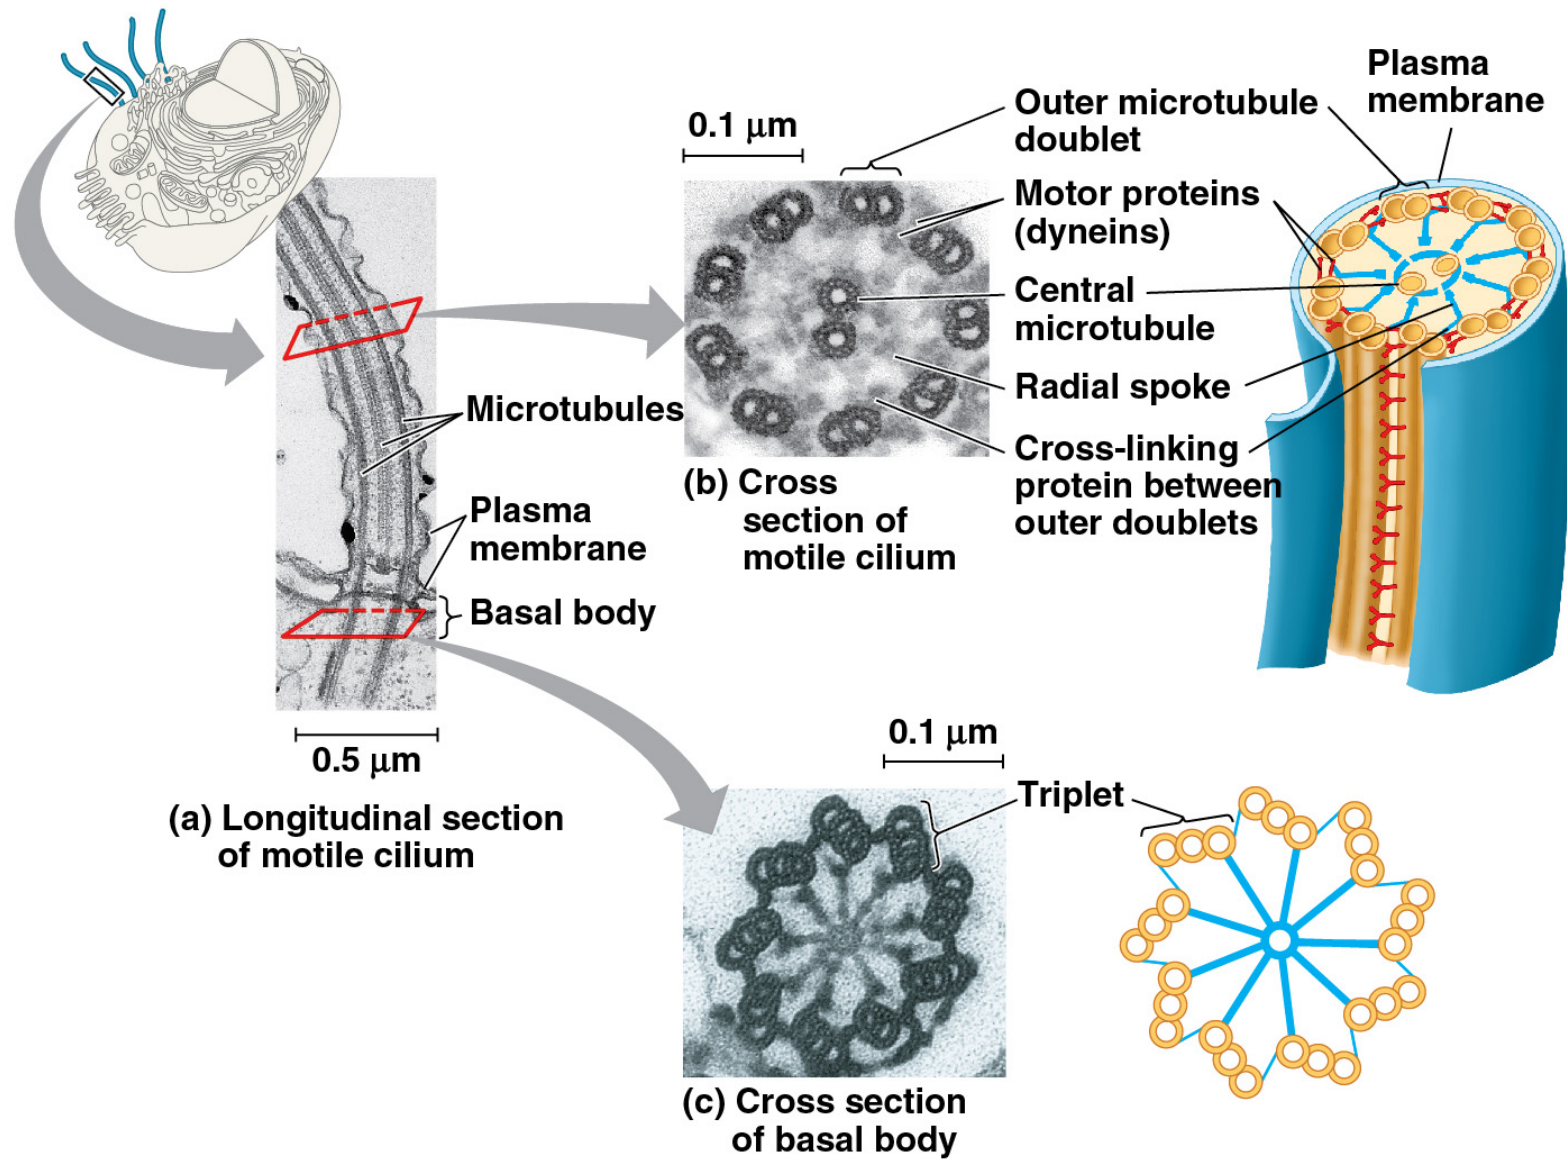 0.1 μm
Outer microtubule
doublet
Plasma
membrane
Motor proteins
(dyneins)
Central
microtubule
Radial spoke
Cross-linking
protein between
outer doublets
Microtubules
Plasma
membrane
Basal body
(b) Cross
section of
motile cilium
0.5 μm
(a) Longitudinal section
of motile cilium
0.1 μm
Triplet
(c) Cross section
of basal body